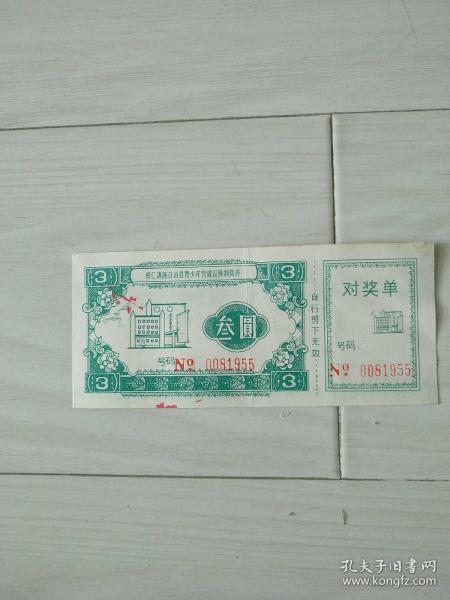 桓仁满族自治县青少年宫建设集资奖券
3
3
叁圆
号码
№ 0081955
3
3
自行剪下无效
对奖单
号码
№ 0081955
孔夫子旧书网
www.kongfz.com